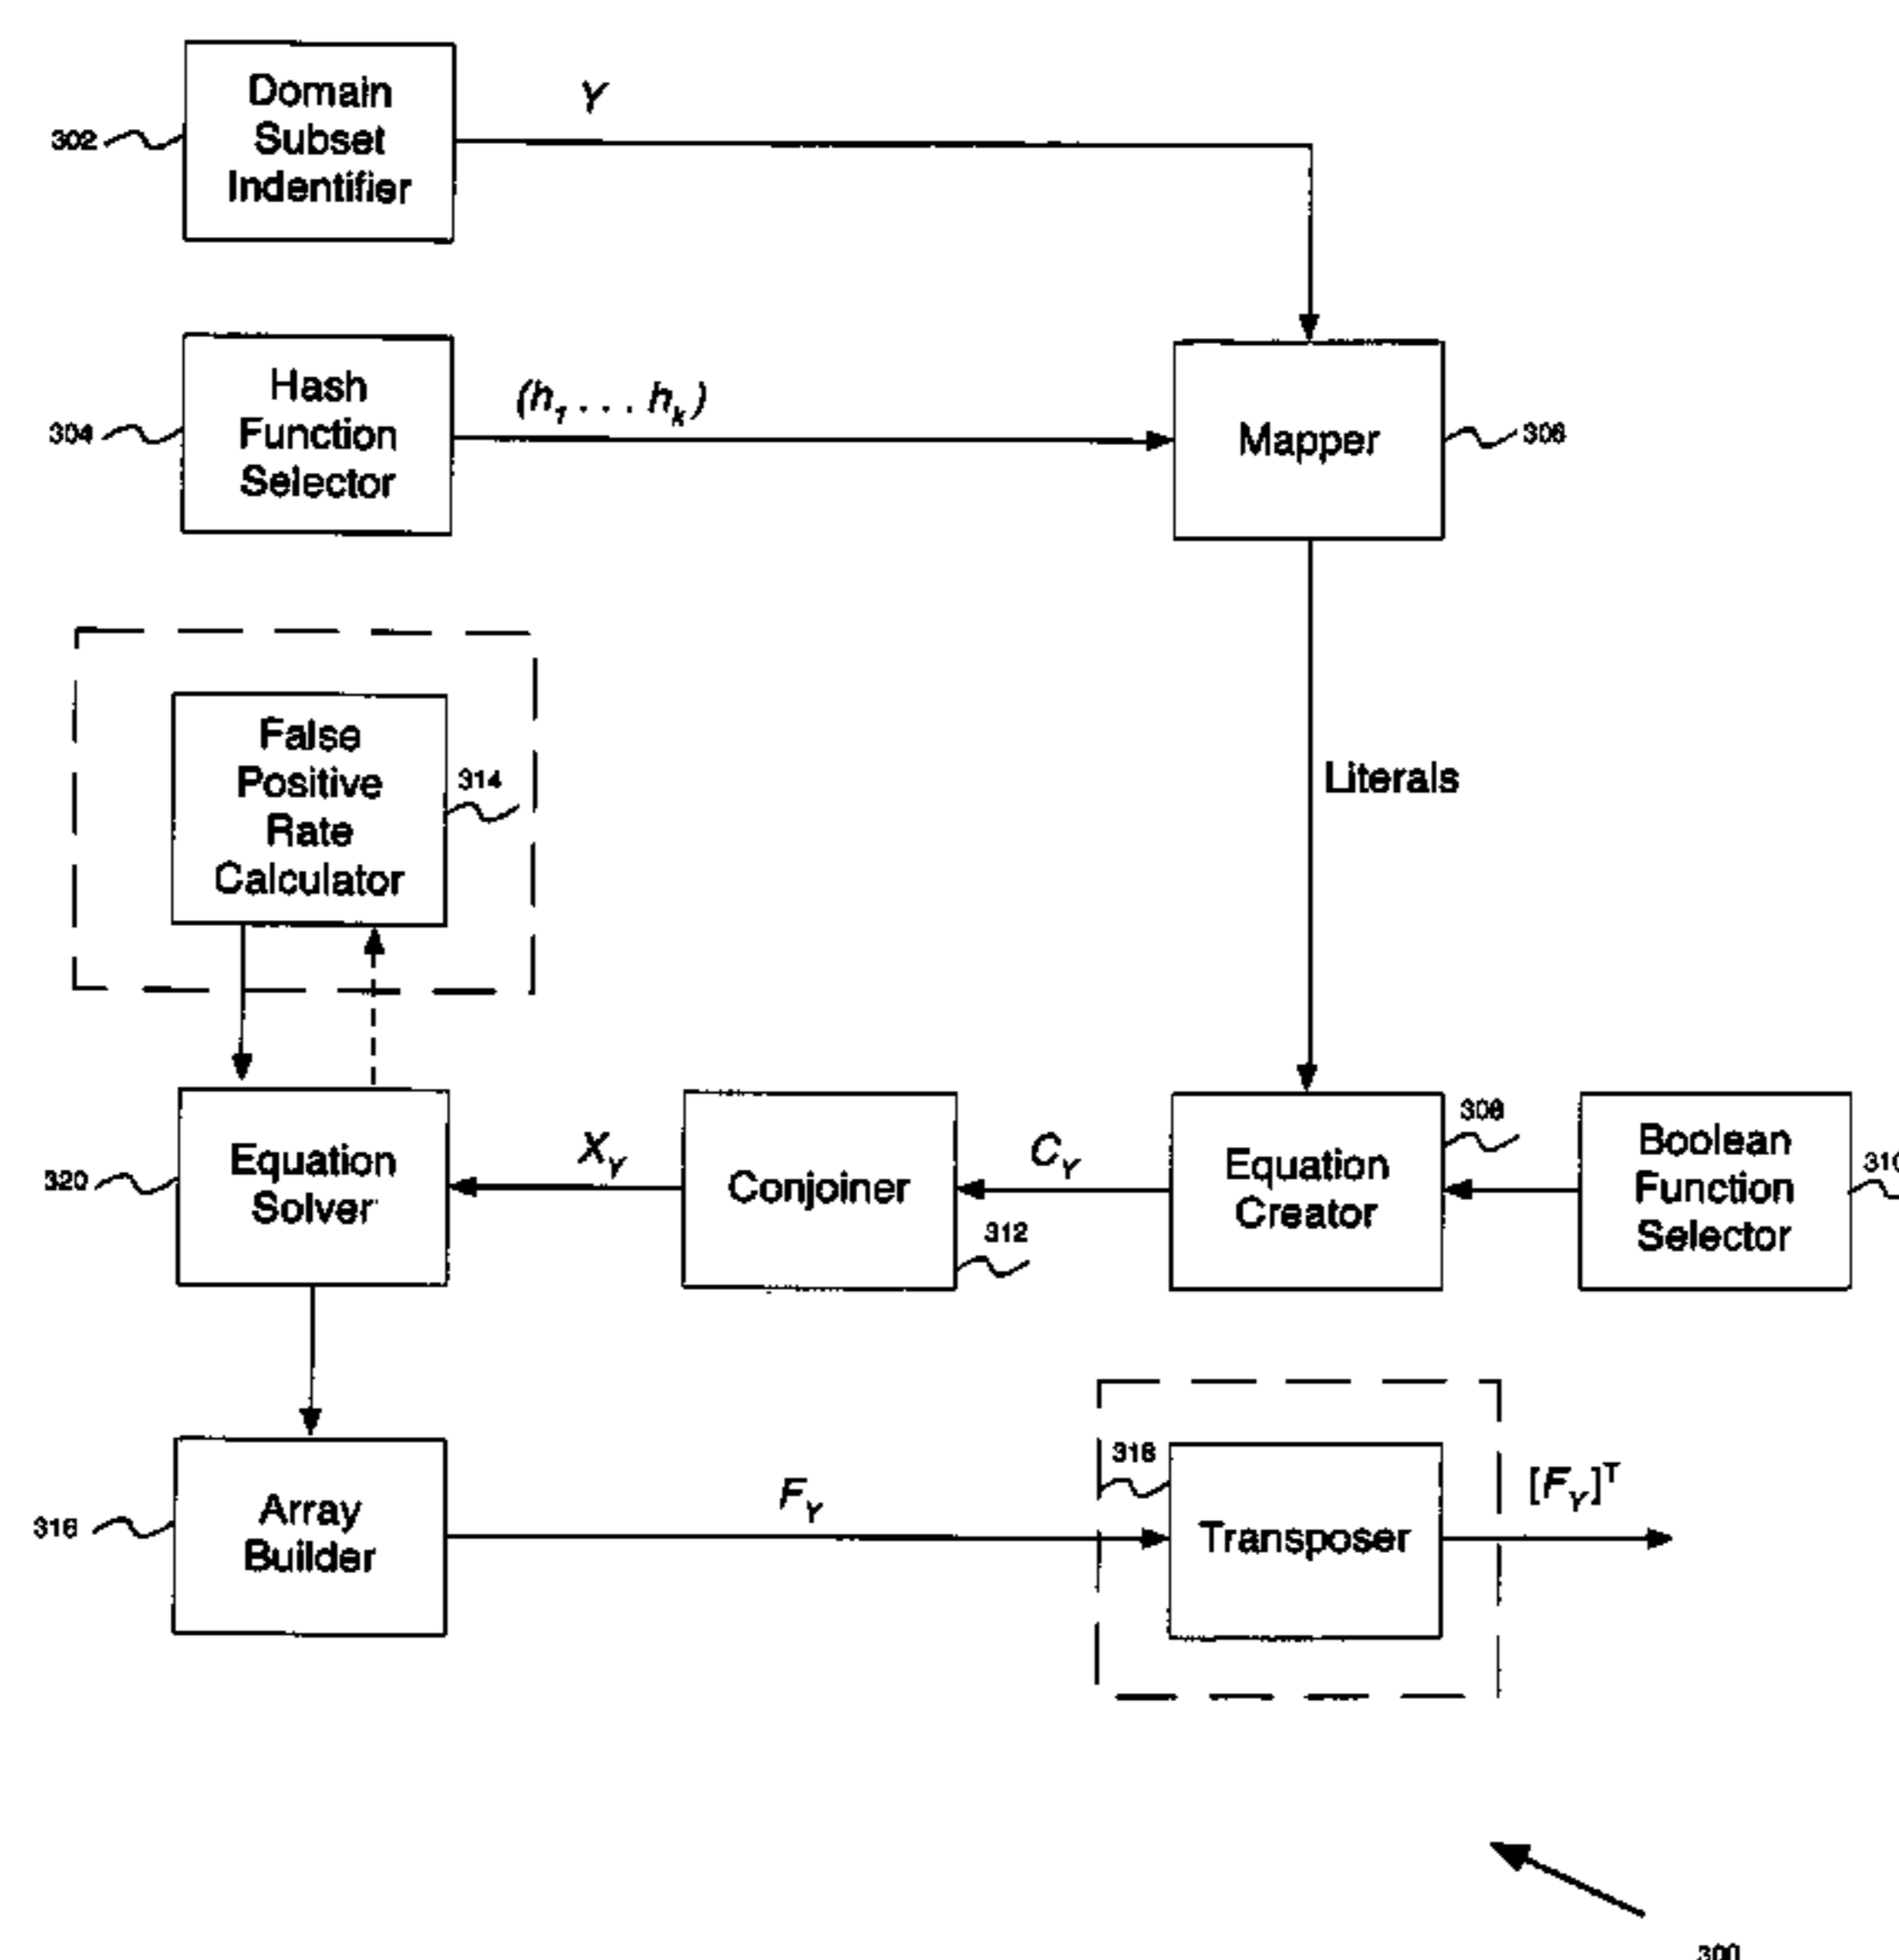 Domain
Subset
Indentifier
302
Y
Hash
Function
Selector
304
(h1 . . . hk)
Mapper
306
False
Positive
Rate
Calculator
314
Literals
Equation
Solver
320
XY
Conjoiner
312
CY
Equation
Creator
308
Boolean
Function
Selector
310
Array
Builder
316
FY
318
Transposer
[FY]T
300